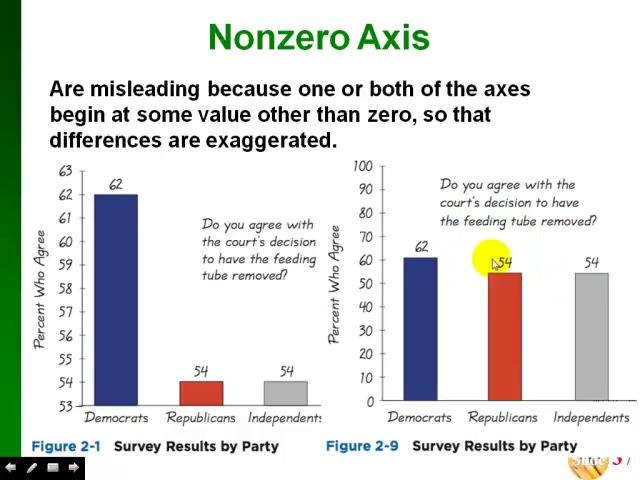 Nonzero Axis
Are misleading because one or both of the axes
begin at some value other than zero, so that
differences are exaggerated.
63
62
61
60
59
58
57
56
55
54
53
Percent Who Agree
62
54
54
Do you agree with
the court's decision
to have the feeding
tube removed?
Democrats
Republicans
Independents
Figure 2-1 Survey Results by Party
100
90
80
70
60
50
40
30
20
10
0
Percent Who Agree
62
54
54
Do you agree with the
court's decision to have
the feeding tube removed?
Democrats
Republicans
Independents
Figure 2-9 Survey Results by Party
Slide